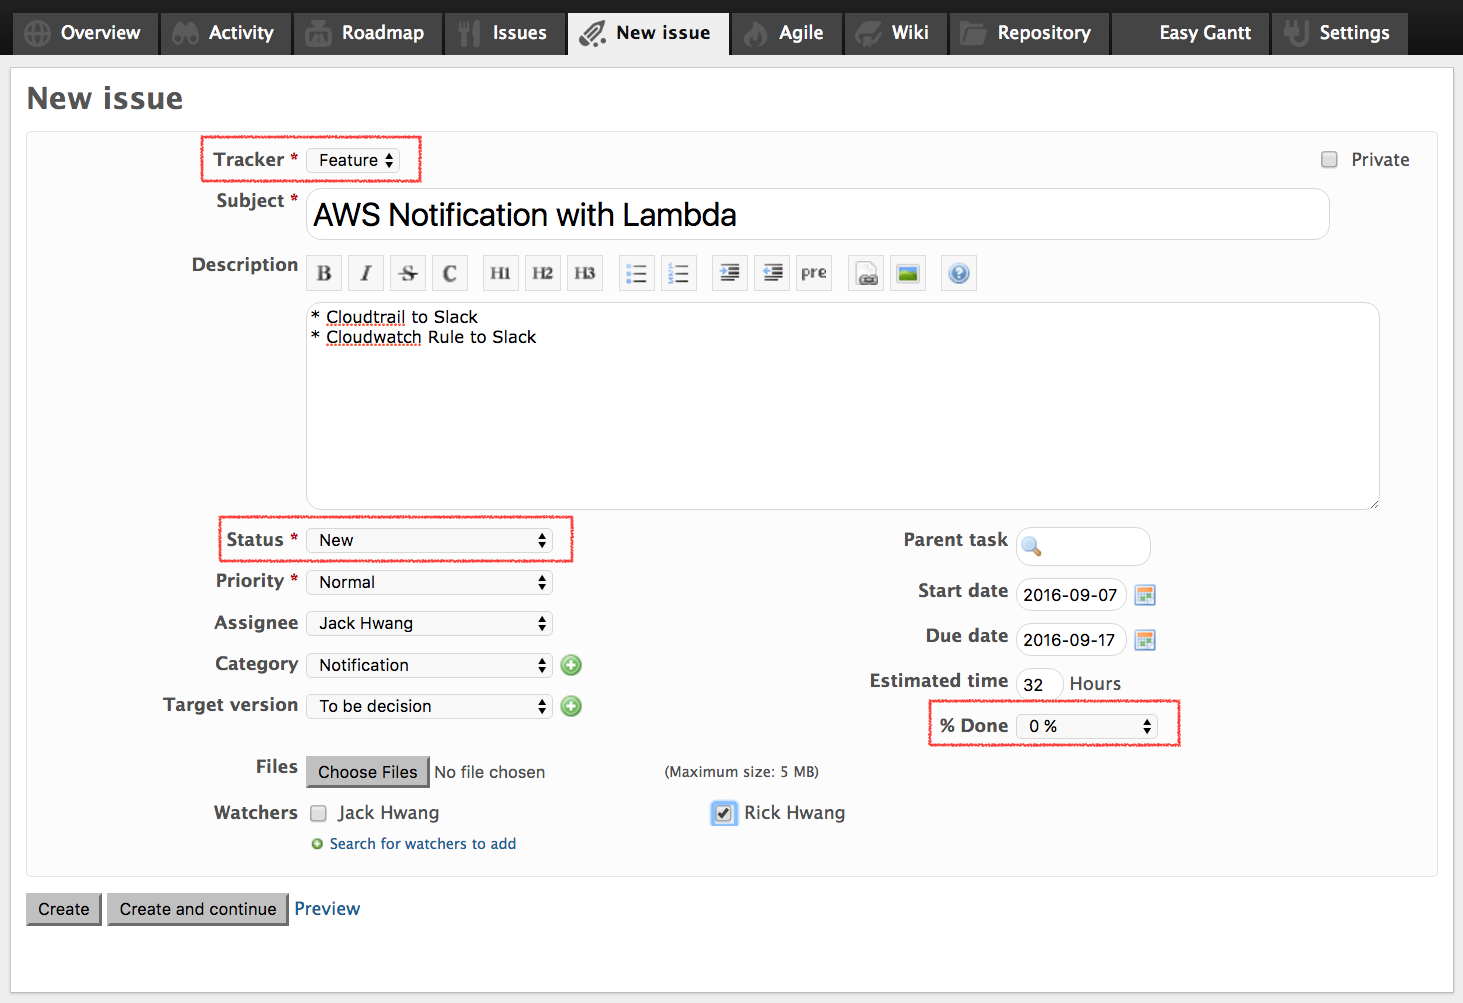 Overview Activity Roadmap Issues New issue Agile Wiki Repository Easy Gantt Settings
New issue
Tracker * Feature Private
Subject * AWS Notification with Lambda
Description B I S C H1 H2 H3 pre
* Cloudtrail to Slack
* Cloudwatch Rule to Slack
Status * New Parent task
Priority * Normal Start date 2016-09-07
Assignee Jack Hwang Due date 2016-09-17
Category Notification Estimated time 32 Hours
Target version To be decision % Done 0 %
Files Choose Files No file chosen (Maximum size: 5 MB)
Watchers Jack Hwang Rick Hwang
Search for watchers to add
Create Create and continue Preview